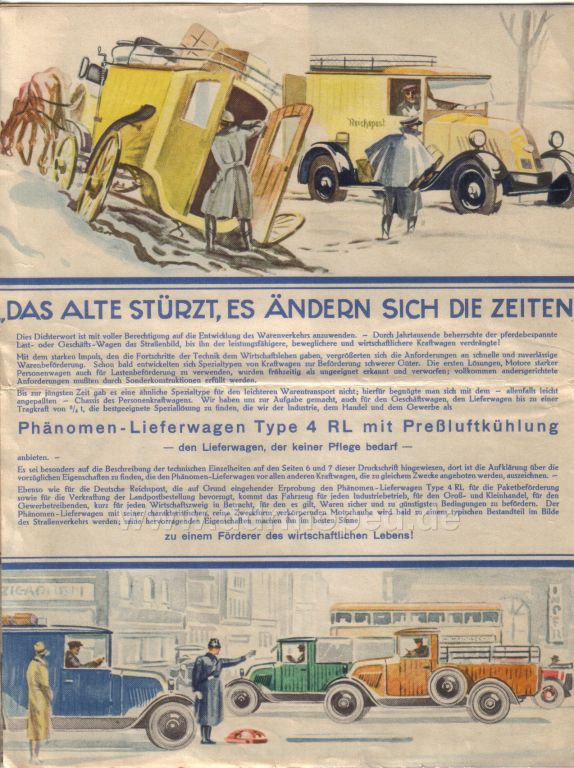 Reichspost
„DAS ALTE STÜRZT, ES ÄNDERN SICH DIE ZEITEN
Dies Dichterwort ist mit voller Berechtigung auf die Entwicklung des Warenverkehrs anzuwenden. – Durch Jahrtausende beherrschte der pferdebespannte
Last- oder Geschäfts-Wagen das Straßenbild, bis ihn der leistungsfähigere, beweglichere und wirtschaftlichere Kraftwagen verdrängte!
Mit dem starken Impuls, den die Fortschritte der Technik dem Wirtschaftsleben gaben, vergrößerten sich die Anforderungen an schnelle und zuverlässige
Warenbeförderung. Schon bald entwickelten sich Spezialtypen von Kraftwagen zur Beförderung schwerer Güter. Die ersten Lösungen, Motore starker
Personenwagen auch für Lastenbeförderung zu verwenden, wurden frühzeitig als ungeeignet erkannt und verworfen; vollkommen andersgerichtete
Anforderungen mußten durch Sonderkonstruktionen erfüllt werden.
Bis zur jüngsten Zeit gab es eine ähnliche Spezialtype für den leichteren Warentransport nicht; hierfür begnügte man sich mit dem – allenfalls leicht
angepaßten – Chassis des Personenkraftwagens. Wir haben uns zur Aufgabe gemacht, auch für den Geschäftswagen, den Lieferwagen bis zu einer
Tragkraft von ¾ t, die bestgeeignete Speziallösung zu finden, die wir der Industrie, dem Handel und dem Gewerbe als
Phänomen-Lieferwagen Type 4 RL mit Preßluftkühlung
— den Lieferwagen, der keiner Pflege bedarf —
anbieten. –
Es sei besonders auf die Beschreibung der technischen Einzelheiten auf den Seiten 6 und 7 dieser Druckschrift hingewiesen, dort ist die Aufklärung über die
vorzüglichen Eigenschaften zu finden, die den Phänomen-Lieferwagen vor allen anderen Kraftwagen, die zu gleichem Zwecke angeboten werden, auszeichnen. –
Ebenso wie für die Deutsche Reichspost, die auf Grund eingehender Erprobung den Phänomen-Lieferwagen Type 4 RL für die Paketbeförderung
sowie für die Verkraftung der Landpostbestellung bevorzugt, kommt das Fahrzeug für jeden Industriebetrieb, für den Groß- und Kleinhandel, für den
Gewerbetreibenden, kurz für jeden Wirtschaftszweig in Betracht, für den es gilt, Waren sicher und zu günstigsten Bedingungen zu befördern. Der
Phänomen-Lieferwagen mit seiner charakteristischen, reine Zweckform verkörpernden Motorhaube wird bald zu einem typischen Bestandteil im Bilde
des Straßenverkehrs werden; seine hervorragenden Eigenschaften machen ihn im besten Sinne
zu einem Förderer des wirtschaftlichen Lebens!